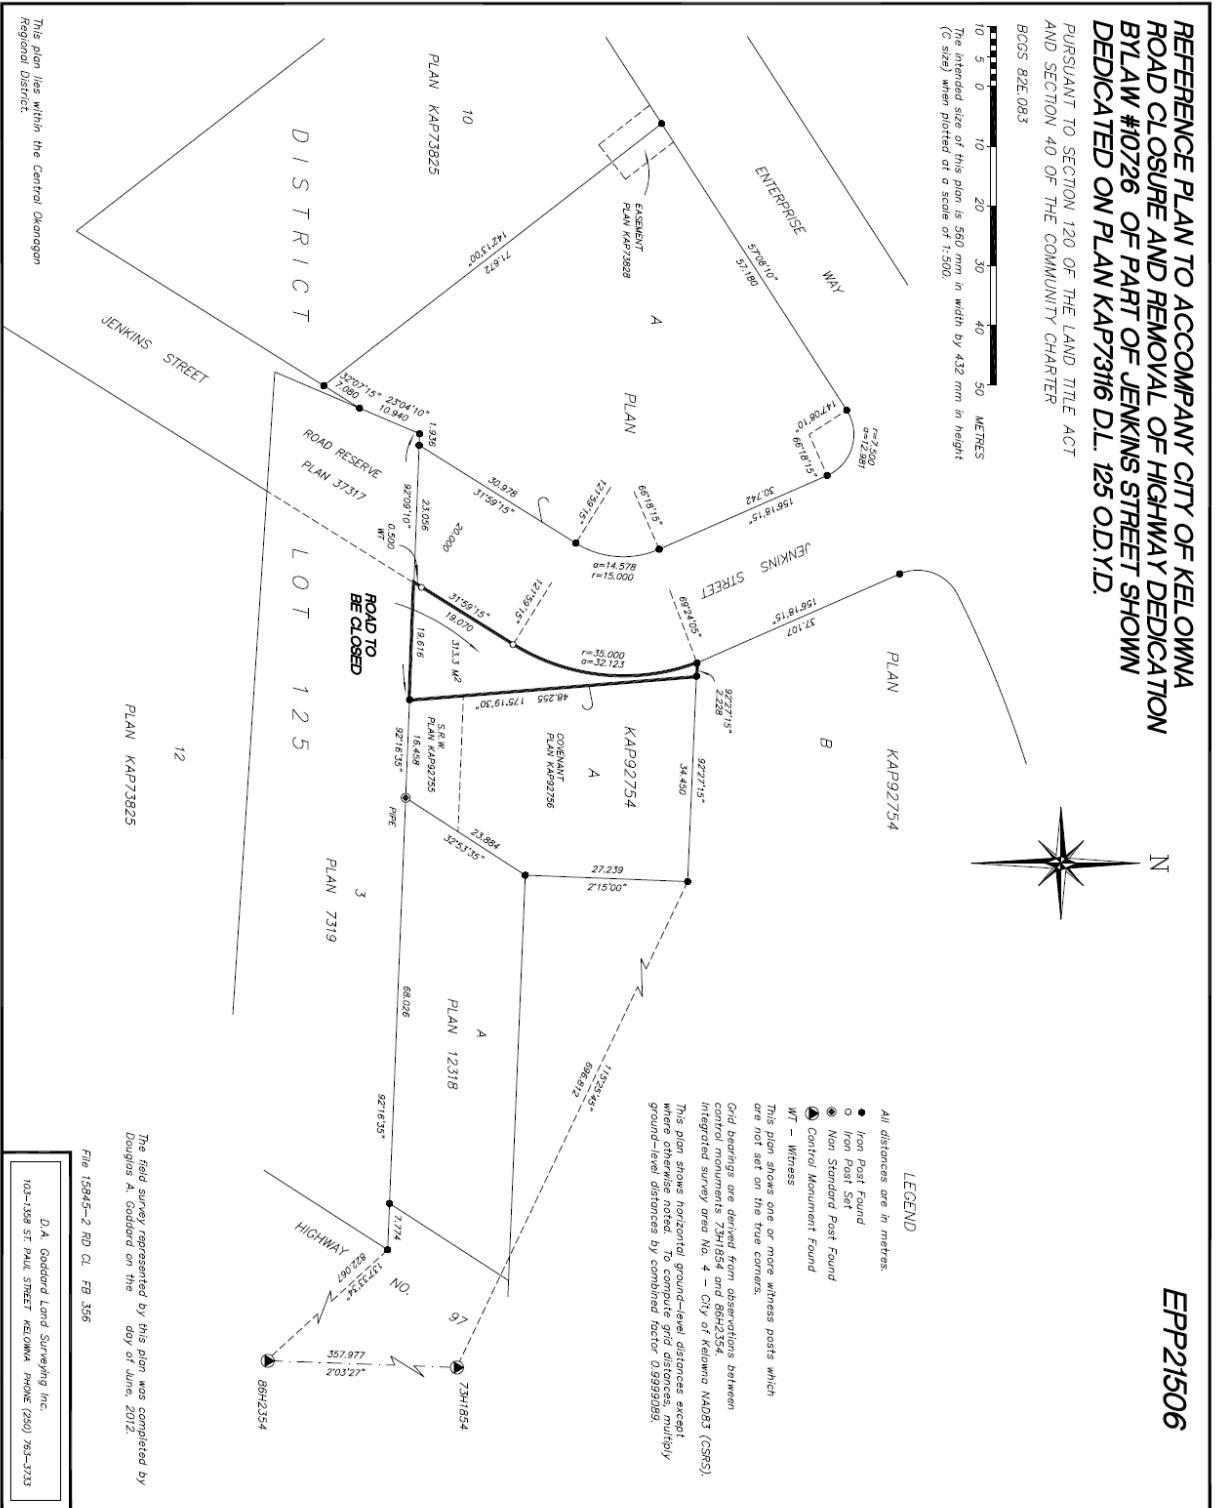 REFERENCE PLAN TO ACCOMPANY CITY OF KELOWNA
ROAD CLOSURE AND REMOVAL OF HIGHWAY DEDICATION
BYLAW #10726 OF PART OF JENKINS STREET SHOWN
DEDICATED ON PLAN KAP73116 D.L. 125 O.D.Y.D.
EPP21506
PURSUANT TO SECTION 120 OF THE LAND TITLE ACT
AND SECTION 40 OF THE COMMUNITY CHARTER
BCGS 82E.083
10 5 0 10 20 30 40 50 METRES
The intended size of this plan is 560 mm in width by 432 mm in height
(C size) when plotted at a scale of 1:500.
N
ENTERPRISE WAY
57°08'10"
57.180
147°08'10"
r=7.500
a=12.981
66°18'15"
30.742
156°18'15"
EASEMENT
PLAN KAP73828
A
PLAN
10
PLAN KAP73825
142°13'00"
71.672
66°18'15"
121°59'15"
a=14.578
r=15.000
JENKINS STREET
156°18'15"
37.107
PLAN KAP92754
B
69°24'05"
92°27'15"
2.228
92°27'15"
34.450
30.978
31°59'15"
20.000
32°07'15"
7.080
23°04'10"
10.940
1.936
23.056
92°09'10"
0.500
WT
ROAD RESERVE
PLAN 37317
JENKINS STREET
121°59'15"
31°59'15"
19.070
r=35.000
a=32.123
313.3 M²
19.616
ROAD TO
BE CLOSED
48.255
175°19'30"
KAP92754
A
COVENANT
PLAN KAP92756
S.R.W.
PLAN KAP92755
16.458
92°16'35"
PIPE
23.884
32°53'35"
27.239
2°15'00"
DISTRICT LOT 125
12
PLAN KAP73825
3
PLAN 7319
A
PLAN 12318
68.026
92°16'35"
7.774
115°25'45"
696.812
HIGHWAY NO. 97
137°33'34"
822.067
357.977
2°03'27"
73H1854
86H2354
LEGEND
All distances are in metres.
Iron Post Found
Iron Post Set
Non Standard Post Found
Control Monument Found
WT - Witness
This plan shows one or more witness posts which
are not set on the true corners.
Grid bearings are derived from observations between
control monuments 73H1854 and 86H2354.
Integrated survey area No. 4 - City of Kelowna NAD83 (CSRS).
This plan shows horizontal ground-level distances except
where otherwise noted. To compute grid distances, multiply
ground-level distances by combined factor 0.9999089.
This plan lies within the Central Okanagan
Regional District.
The field survey represented by this plan was completed by
Douglas A. Goddard on the day of June, 2012.
File 15845-2 RD CL FB 356
D.A. Goddard Land Surveying Inc.
103-1358 ST. PAUL STREET KELOWNA PHONE (250) 763-3733